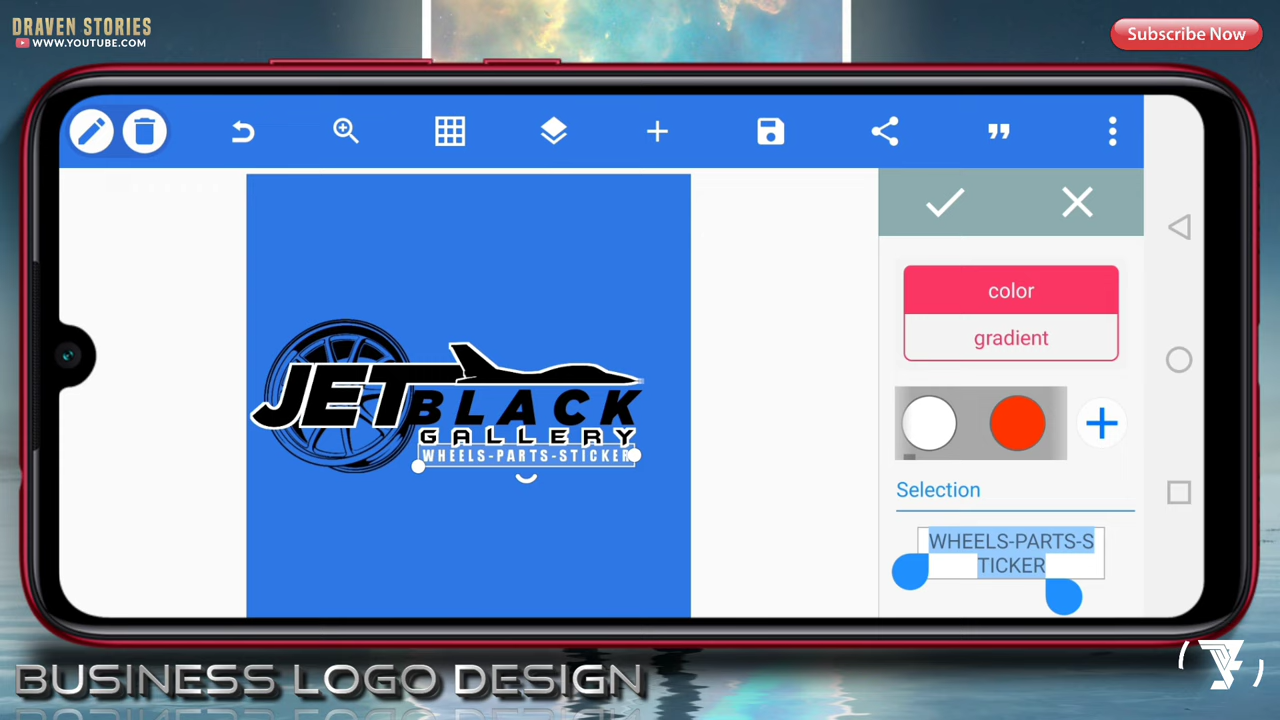 DRAVEN STORIES
WWW.YOUTUBE.COM
Subscribe Now
color
gradient
JET
BLACK
GALLERY
WHEELS-PARTS-STICKER
Selection
WHEELS-PARTS-S
TICKER
BUSINESS LOGO DESIGN